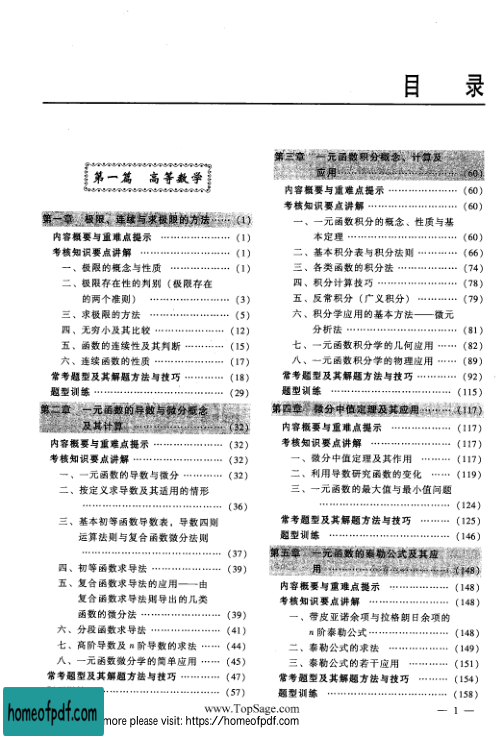 目 录
第一篇 高等数学
第一章 极限、连续与求极限的方法 …… (1)
内容概要与重难点提示 …………… (1)
考核知识要点讲解 ……………… (1)
一、极限的概念与性质 ………… (1)
二、极限存在性的判别(极限存在
的两个准则) ……………… (3)
三、求极限的方法 ……………… (5)
四、无穷小及其比较 …………… (12)
五、函数的连续性及其判断 …… (15)
六、连续函数的性质 …………… (17)
常考题型及其解题方法与技巧 …… (18)
题型训练 ……………………… (29)
第二章 一元函数的导数与微分概念
及其计算 ……………… (32)
内容概要与重难点提示 …………… (32)
考核知识要点讲解 ……………… (32)
一、一元函数的导数与微分 …… (32)
二、按定义求导数及其适用的情形
……………………… (36)
三、基本初等函数导数表,导数四则
运算法则与复合函数微分法则
……………………… (37)
四、初等函数求导法 …………… (39)
五、复合函数求导法的应用——由
复合函数求导法则导出的几类
函数的微分法 …………… (39)
六、分段函数求导法 …………… (41)
七、高阶导数及 n 阶导数的求法 …… (44)
八、一元函数微分学的简单应用 …… (45)
常考题型及其解题方法与技巧 …… (47)
……………………… (57)
第三章 一元函数积分概念、计算及
应用 ……………… (60)
内容概要与重难点提示 …………… (60)
考核知识要点讲解 ……………… (60)
一、一元函数积分的概念、性质与基
本定理 ……………… (60)
二、基本积分表与积分法则 …… (66)
三、各类函数的积分法 ………… (74)
四、积分计算技巧 ……………… (78)
五、反常积分(广义积分) …… (79)
六、积分学应用的基本方法——微元
分析法 ……………… (81)
七、一元函数积分学的几何应用 …… (82)
八、一元函数积分学的物理应用 …… (89)
常考题型及其解题方法与技巧 …… (92)
题型训练 ……………………… (115)
第四章 微分中值定理及其应用 …… (117)
内容概要与重难点提示 …………… (117)
考核知识要点讲解 ……………… (117)
一、微分中值定理及其作用 …… (117)
二、利用导数研究函数的变化 …… (119)
三、一元函数的最大值与最小值问题
……………………… (124)
常考题型及其解题方法与技巧 …… (125)
题型训练 ……………………… (146)
第五章 一元函数的泰勒公式及其应
用 ……………… (148)
内容概要与重难点提示 …………… (148)
考核知识要点讲解 ……………… (148)
一、带皮亚诺余项与拉格朗日余项的
n 阶泰勒公式 …………… (148)
二、泰勒公式的求法 …………… (149)
三、泰勒公式的若干应用 ……… (151)
常考题型及其解题方法与技巧 …… (154)
题型训练 ……………………… (158)
www.TopSage.com
— 1 —
homeofpdf.com
more please visit: https://homeofpdf.com